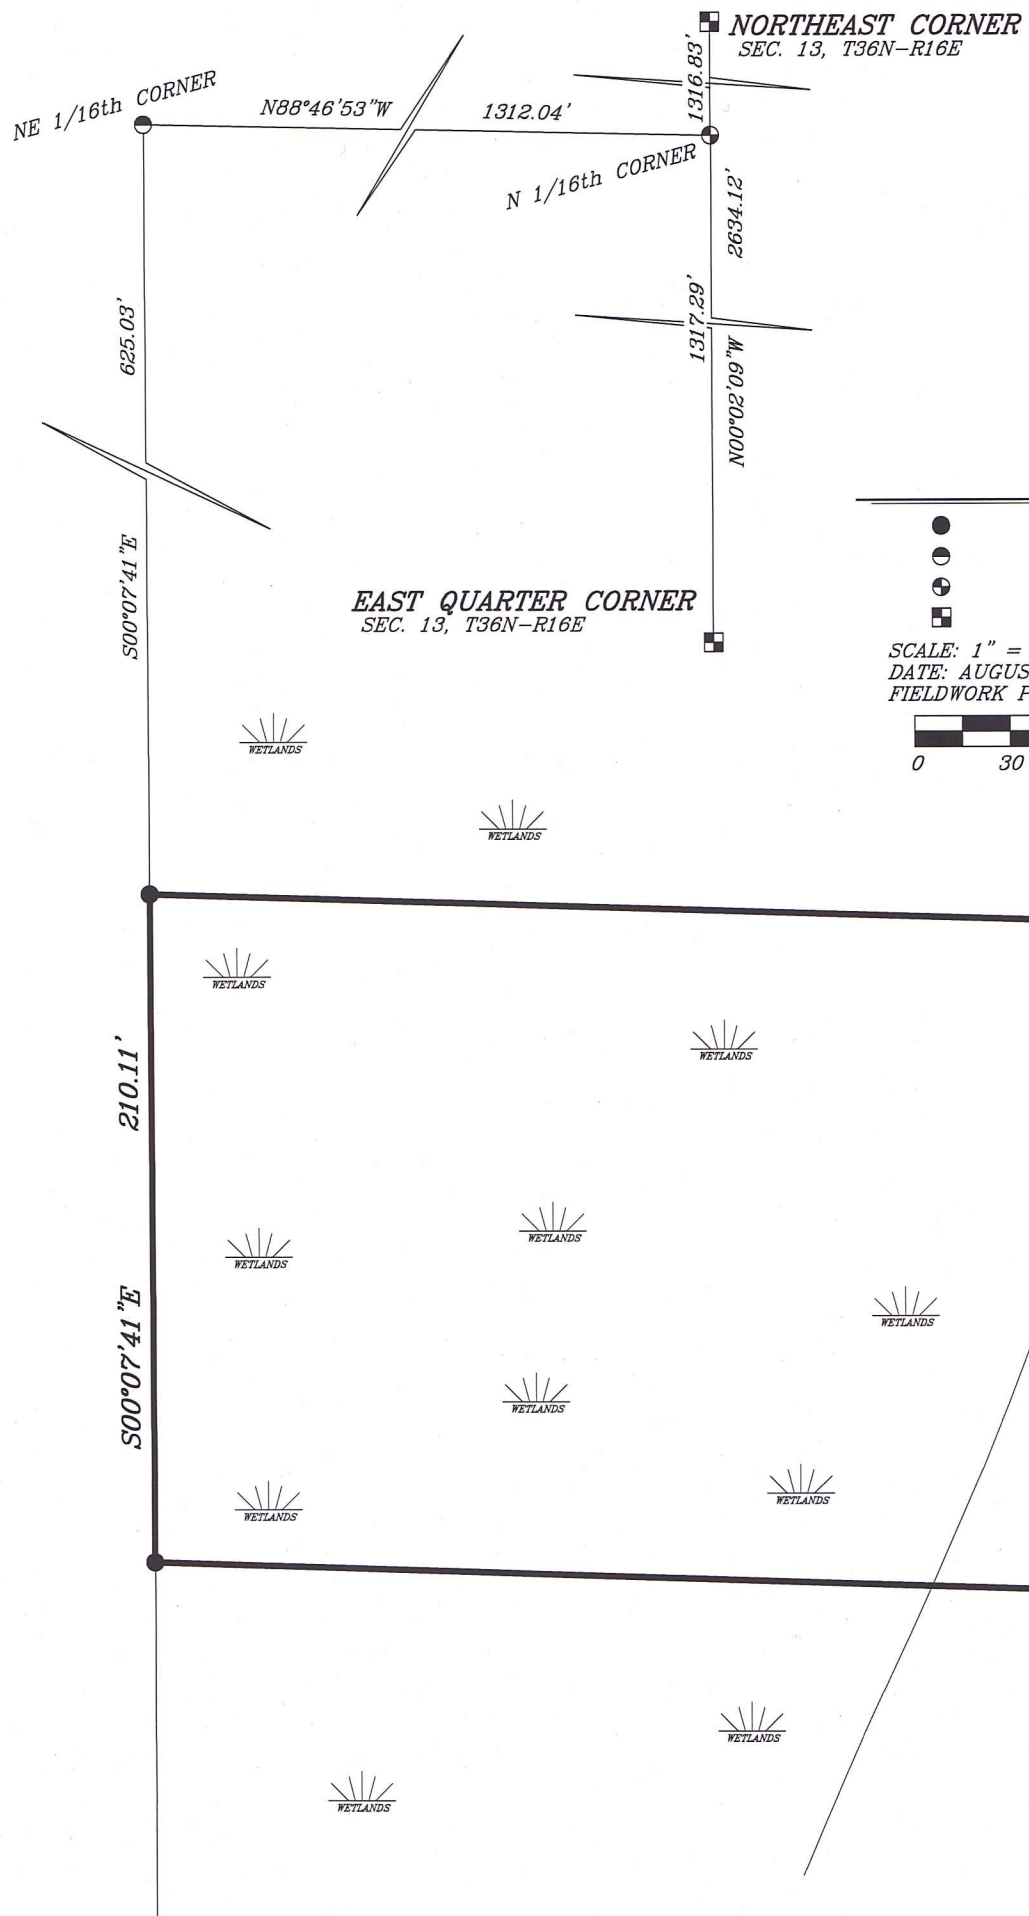 NORTHEAST CORNER
SEC. 13, T36N-R16E
1316.83'
NE 1/16th CORNER
N88°46'53"W
1312.04'
N 1/16th CORNER
2634.12'
1317.29'
N00°02'09"W
625.03'
S00°07'41"E
EAST QUARTER CORNER
SEC. 13, T36N-R16E
SCALE: 1" =
DATE: AUGUS
FIELDWORK P
0 30
WETLANDS
WETLANDS
WETLANDS
WETLANDS
210.11'
WETLANDS
WETLANDS
WETLANDS
S00°07'41"E
WETLANDS
WETLANDS
WETLANDS
WETLANDS
WETLANDS